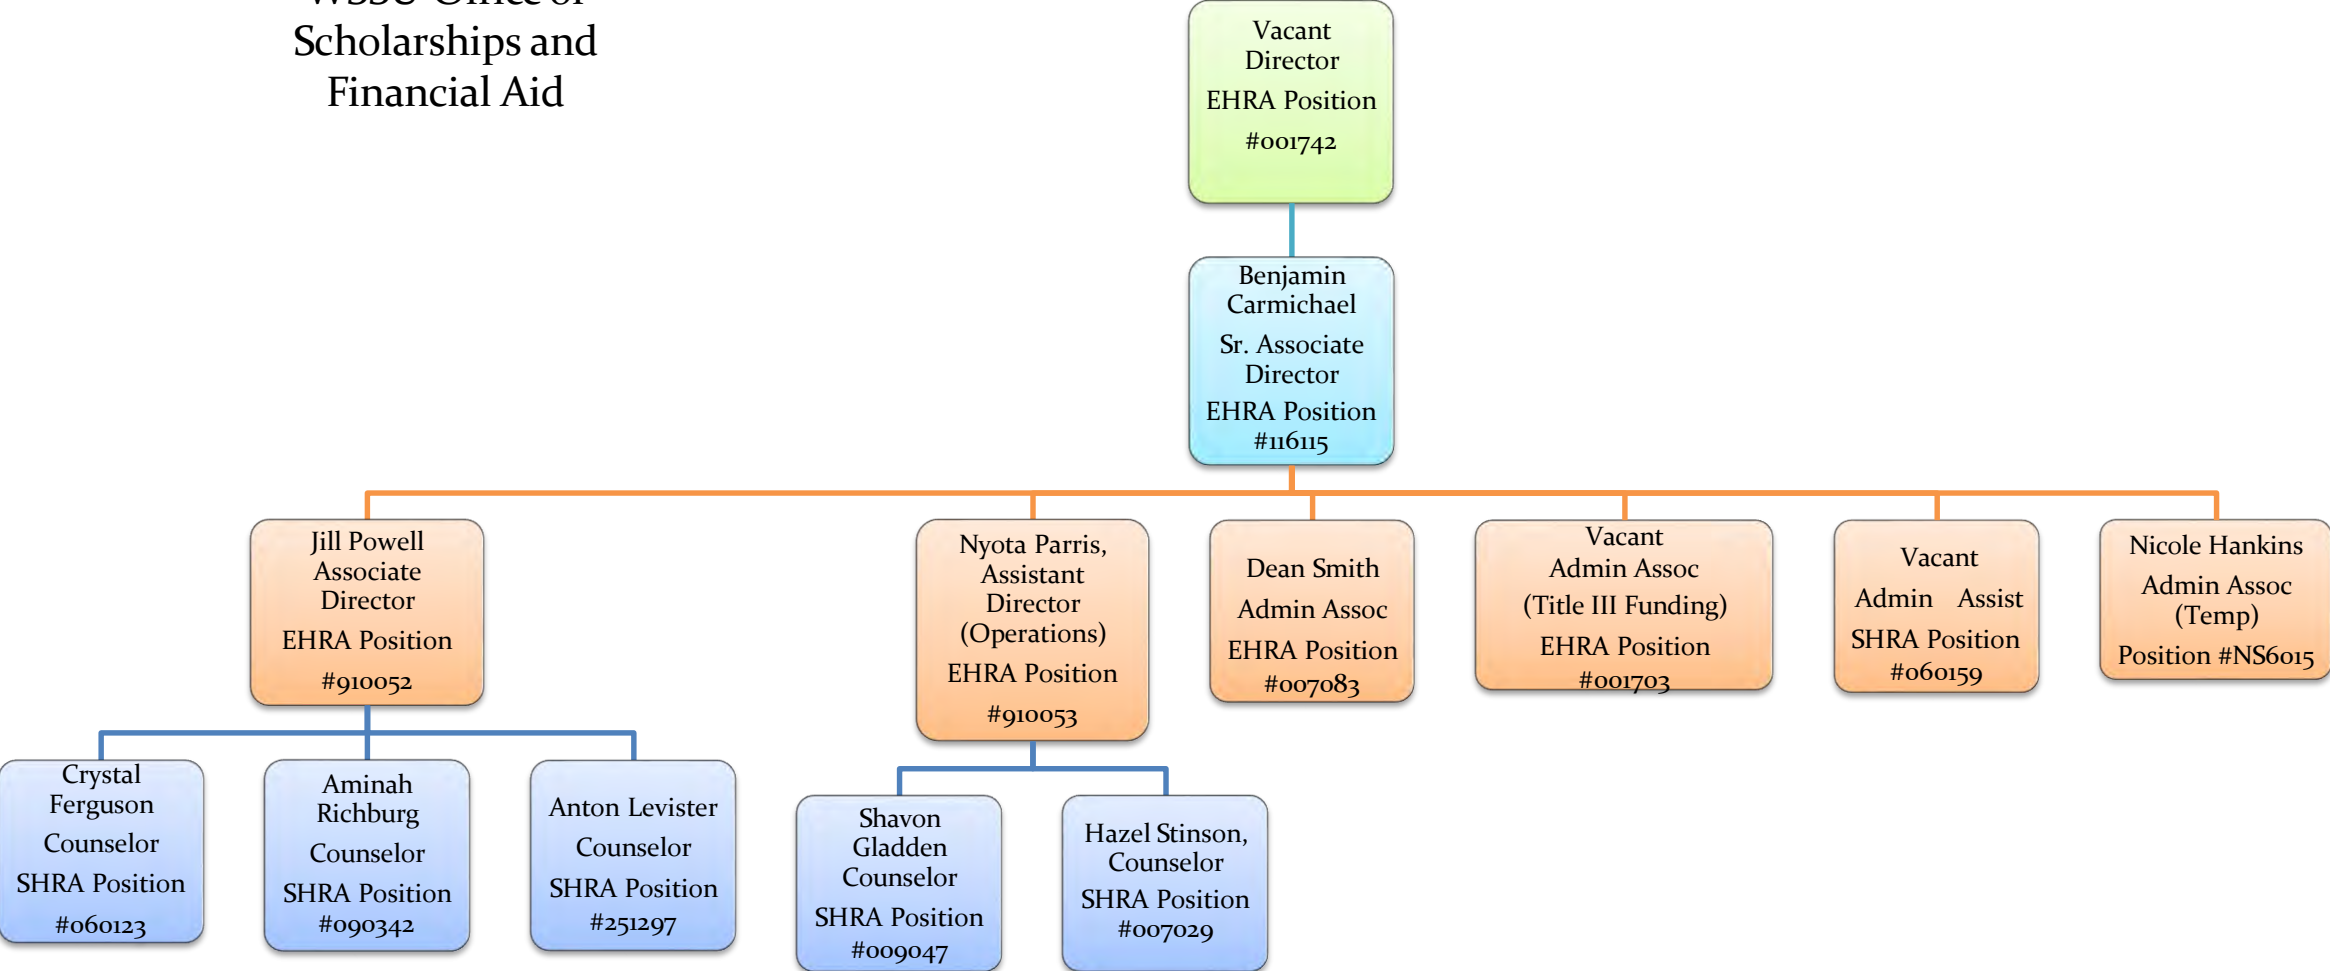 WSSU Office of
Scholarships and
Financial Aid
Vacant
Director
EHRA Position
#001742
Benjamin
Carmichael
Sr. Associate
Director
EHRA Position
#116115
Jill Powell
Associate
Director
EHRA Position
#910052
Nyota Parris,
Assistant
Director
(Operations)
EHRA Position
#910053
Dean Smith
Admin Assoc
EHRA Position
#007083
Vacant
Admin Assoc
(Title III Funding)
EHRA Position
#001703
Vacant
Admin Assist
SHRA Position
#060159
Nicole Hankins
Admin Assoc
(Temp)
Position #NS6015
Crystal
Ferguson
Counselor
SHRA Position
#060123
Aminah
Richburg
Counselor
SHRA Position
#090342
Anton Levister
Counselor
SHRA Position
#251297
Shavon
Gladden
Counselor
SHRA Position
#009047
Hazel Stinson,
Counselor
SHRA Position
#007029